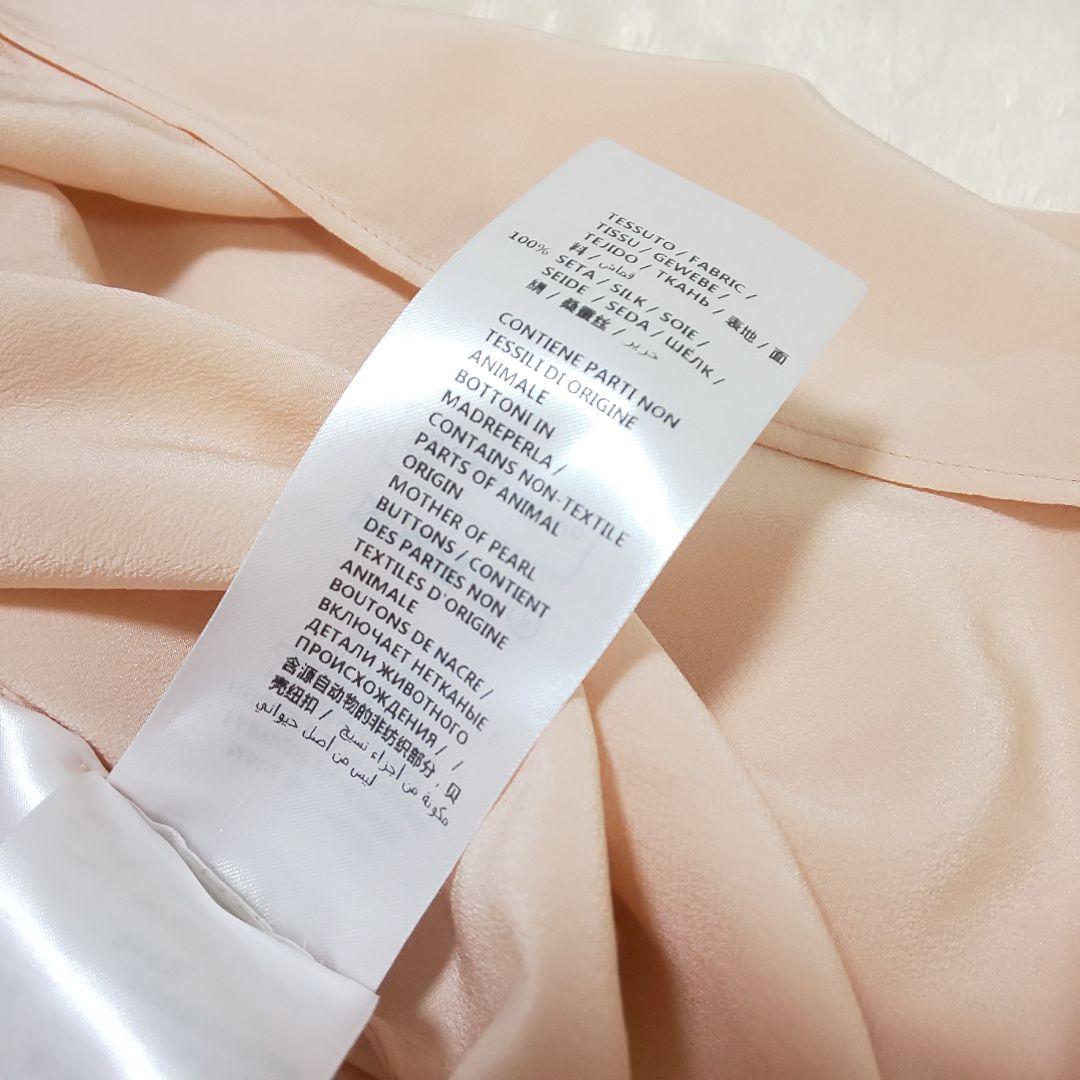 TESSUTO / FABRIC /
TISSU / GEWEBE /
TEJIDO / ТКАНЬ / 表地 / 面
料 / قماش
100% SETA / SILK / SOIE /
SEIDE / SEDA / ШЁЛК /
絹 / 桑蚕丝 / حرير
CONTIENE PARTI NON
TESSILI DI ORIGINE
ANIMALE
BOTTONI IN
MADREPERLA /
CONTAINS NON-TEXTILE
PARTS OF ANIMAL
ORIGIN
MOTHER OF PEARL
BUTTONS / CONTIENT
DES PARTIES NON
TEXTILES D'ORIGINE
ANIMALE
BOUTONS DE NACRE /
ВКЛЮЧАЕТ НЕТКАНЫЕ
ДЕТАЛИ ЖИВОТНОГО
ПРОИСХОЖДЕНИЯ /
含源自动物的非纺织部分, 贝
壳纽扣 /
مكونة من أجزاء نسيج
ليس من أصل حيواني